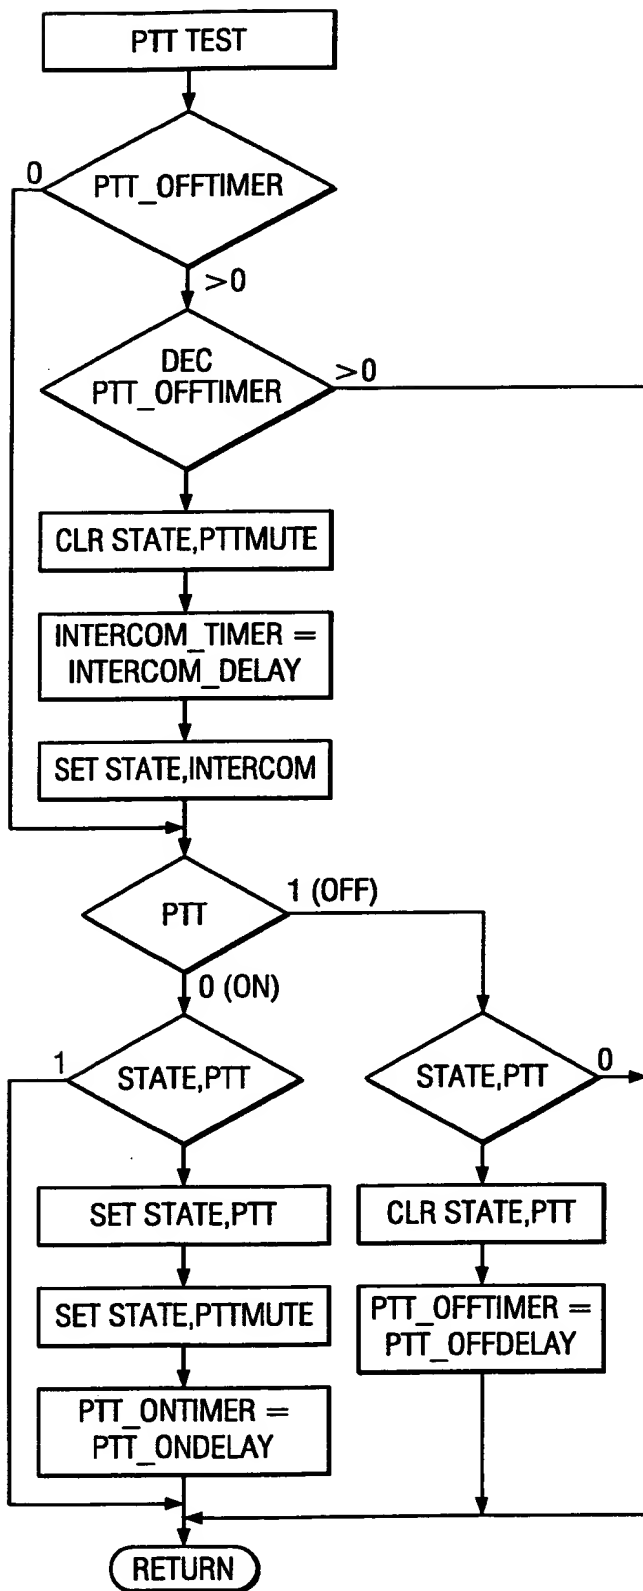 PTT TEST
0
PTT_OFFTIMER
>0
DEC
PTT_OFFTIMER
>0
CLR STATE,PTTMUTE
INTERCOM_TIMER =
INTERCOM_DELAY
SET STATE,INTERCOM
PTT
1 (OFF)
0 (ON)
1
STATE,PTT
STATE,PTT
0
SET STATE,PTT
CLR STATE,PTT
SET STATE,PTTMUTE
PTT_OFFTIMER =
PTT_OFFDELAY
PTT_ONTIMER =
PTT_ONDELAY
RETURN